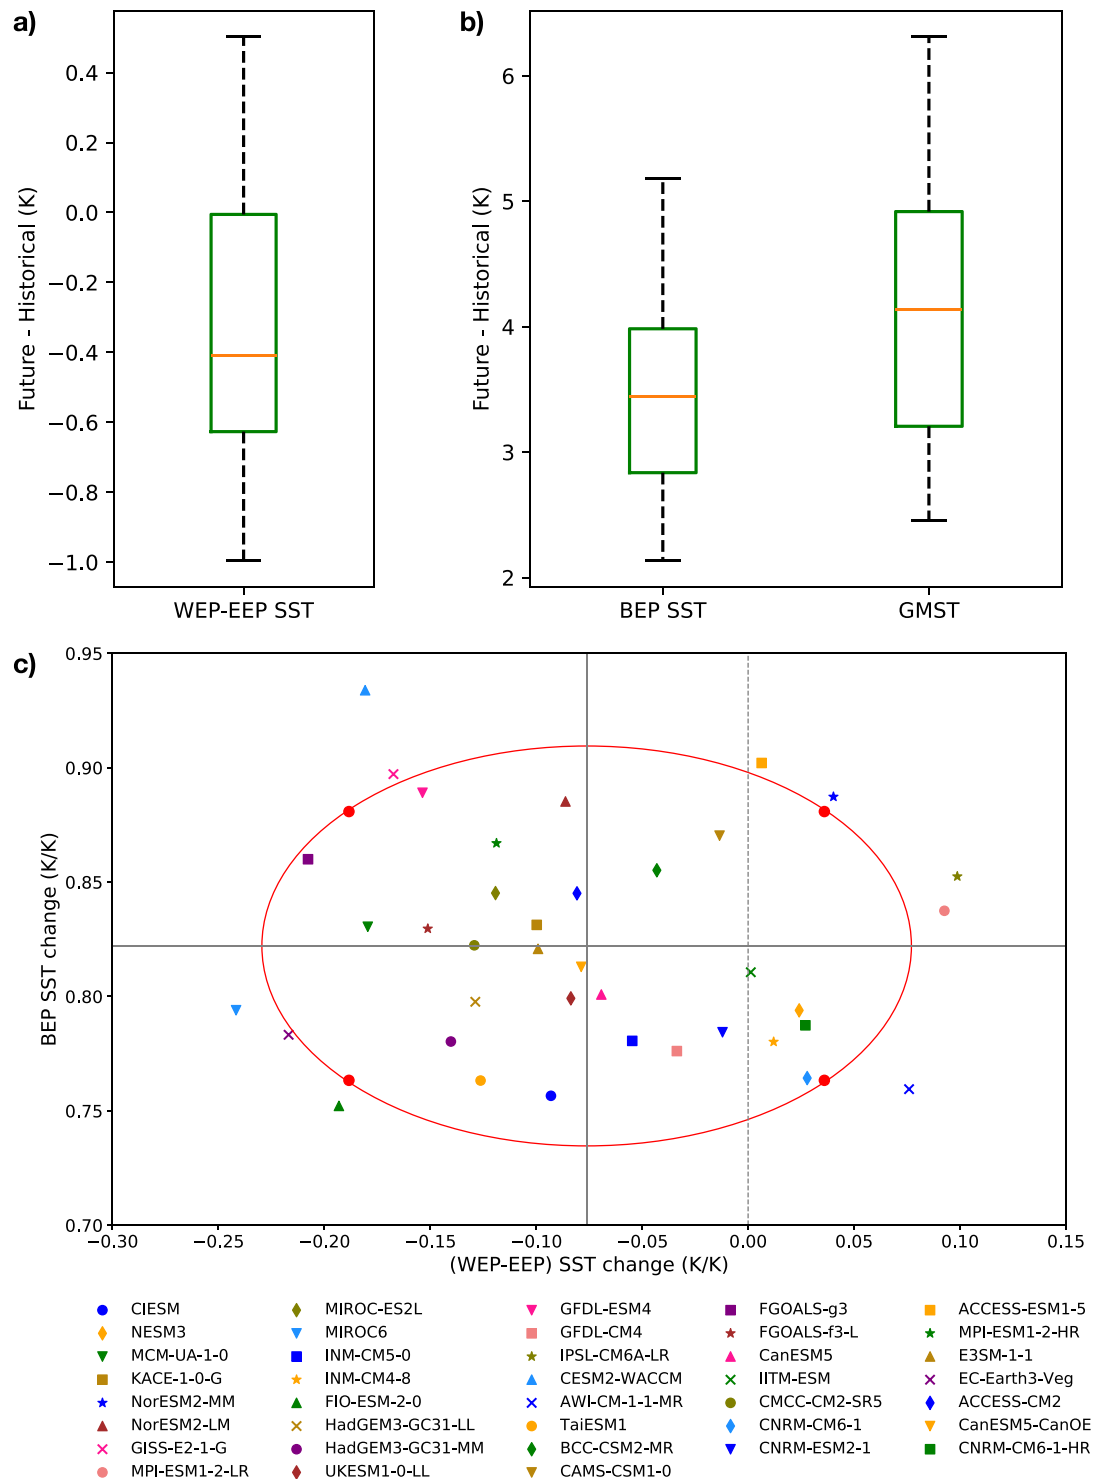 a)
b)
Future - Historical (K)
0.4
0.2
0.0
−0.2
−0.4
−0.6
−0.8
−1.0
WEP-EEP SST
Future - Historical (K)
6
5
4
3
2
BEP SST GMST
c)
BEP SST change (K/K)
0.95
0.90
0.85
0.80
0.75
0.70
−0.30 −0.25 −0.20 −0.15 −0.10 −0.05 0.00 0.05 0.10 0.15
(WEP-EEP) SST change (K/K)
CIESM MIROC-ES2L GFDL-ESM4 FGOALS-g3 ACCESS-ESM1-5
NESM3 MIROC6 GFDL-CM4 FGOALS-f3-L MPI-ESM1-2-HR
MCM-UA-1-0 INM-CM5-0 IPSL-CM6A-LR CanESM5 E3SM-1-1
KACE-1-0-G INM-CM4-8 CESM2-WACCM IITM-ESM EC-Earth3-Veg
NorESM2-MM FIO-ESM-2-0 AWI-CM-1-1-MR CMCC-CM2-SR5 ACCESS-CM2
NorESM2-LM HadGEM3-GC31-LL TaiESM1 CNRM-CM6-1 CanESM5-CanOE
GISS-E2-1-G HadGEM3-GC31-MM BCC-CSM2-MR CNRM-ESM2-1 CNRM-CM6-1-HR
MPI-ESM1-2-LR UKESM1-0-LL CAMS-CSM1-0